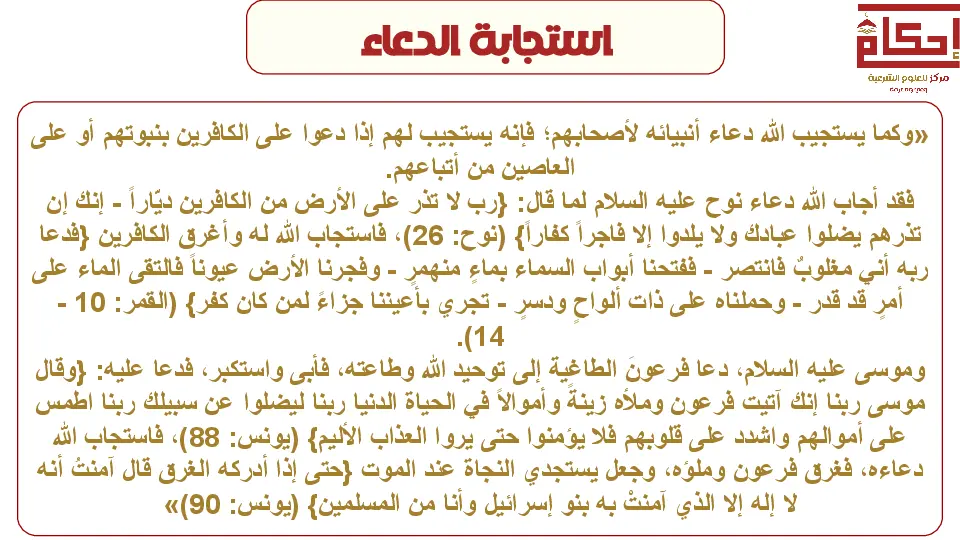 استجابة الدعاء
إحكام
مركز للعلوم الشرعية
«وكما يستجيب الله دعاء أنبيائه لأصحابهم؛ فإنه يستجيب لهم إذا دعوا على الكافرين بنبوتهم أو على
العاصين من أتباعهم.
فقد أجاب الله دعاء نوح عليه السلام لما قال: {رب لا تذر على الأرض من الكافرين ديّاراً - إنك إن
تذرهم يضلوا عبادك ولا يلدوا إلا فاجراً كفاراً} (نوح: 26)، فاستجاب الله له وأغرق الكافرين {فدعا
ربه أني مغلوبٌ فانتصر - ففتحنا أبواب السماء بماءٍ منهمرٍ - وفجرنا الأرض عيوناً فالتقى الماء على
أمرٍ قد قدر - وحملناه على ذات ألواحٍ ودسرٍ - تجري بأعيننا جزاءً لمن كان كفر} (القمر: 10 -
14).
وموسى عليه السلام، دعا فرعونَ الطاغية إلى توحيد الله وطاعته، فأبى واستكبر، فدعا عليه: {وقال
موسى ربنا إنك آتيت فرعون وملأه زينةً وأموالاً في الحياة الدنيا ربنا ليضلوا عن سبيلك ربنا اطمس
على أموالهم واشدد على قلوبهم فلا يؤمنوا حتى يروا العذاب الأليم} (يونس: 88)، فاستجاب الله
دعاءه، فغرق فرعون وملؤه، وجعل يستجدي النجاة عند الموت {حتى إذا أدركه الغرق قال آمنتُ أنه
لا إله إلا الذي آمنتْ به بنو إسرائيل وأنا من المسلمين} (يونس: 90)»